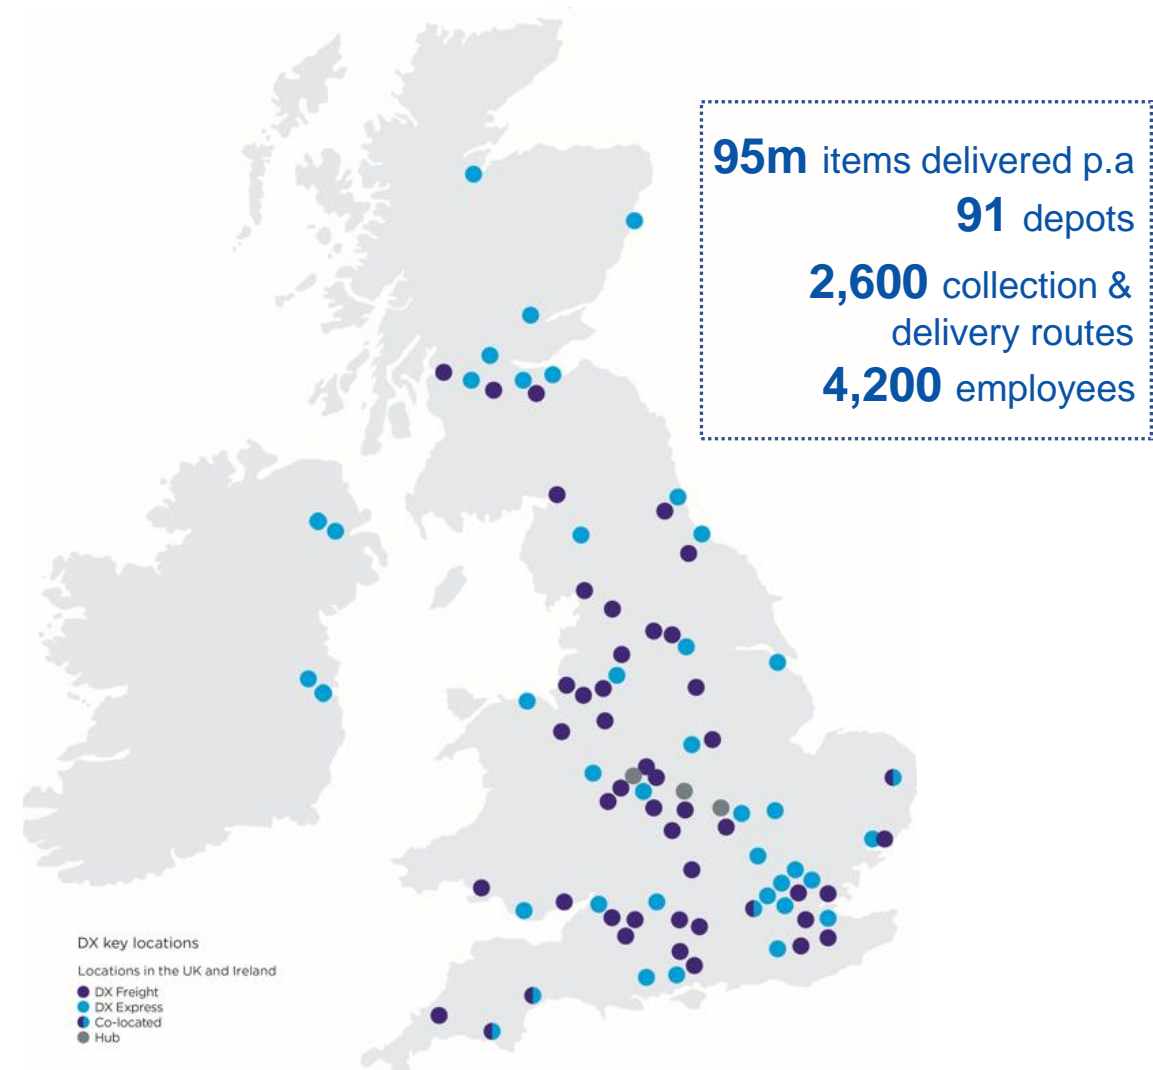 95m items delivered p.a
91 depots
2,600 collection &
delivery routes
4,200 employees
DX key locations
Locations in the UK and Ireland
DX Freight
DX Express
Co-located
Hub